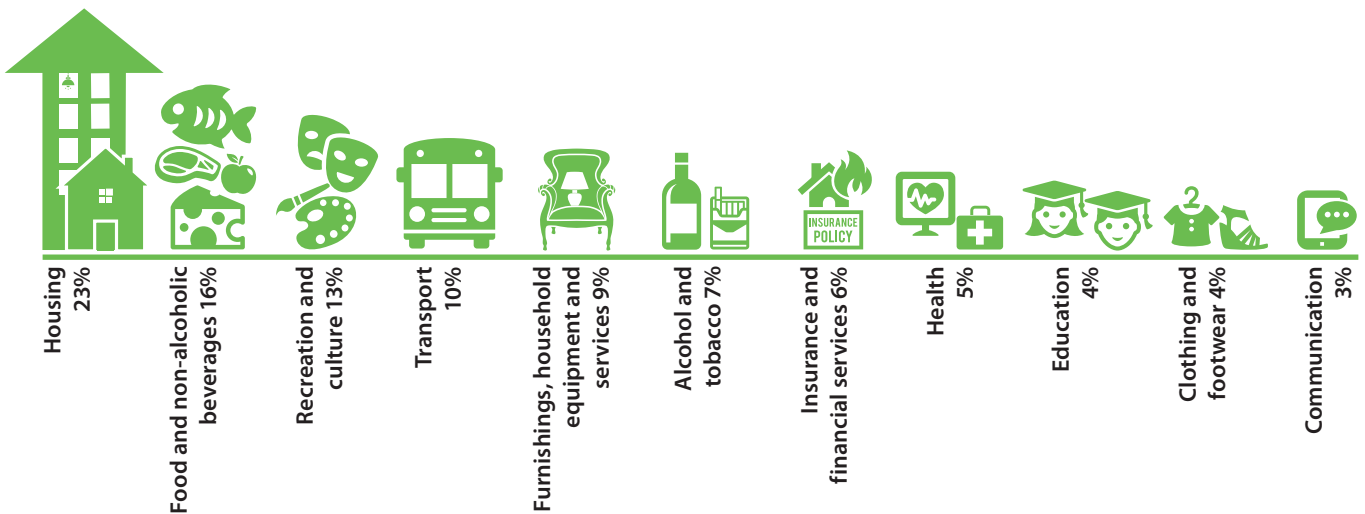 INSURANCE
POLICY
Housing
23%
Food and non-alcoholic
beverages 16%
Recreation and
culture 13%
Transport
10%
Furnishings, household
equipment and
services 9%
Alcohol and
tobacco 7%
Insurance and
financial services 6%
Health
5%
Education
4%
Clothing and
footwear 4%
Communication
3%